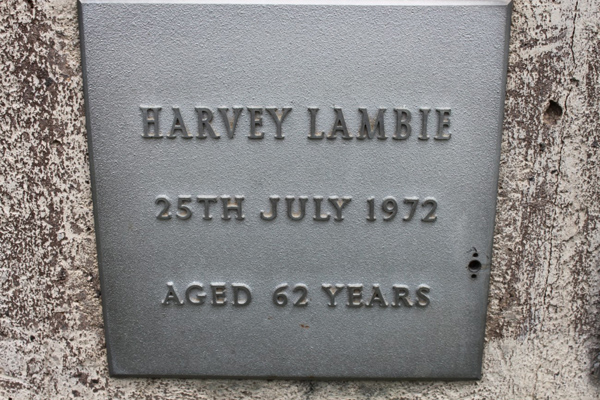 HARVEY LAMBIE
25TH JULY 1972
AGED 62 YEARS